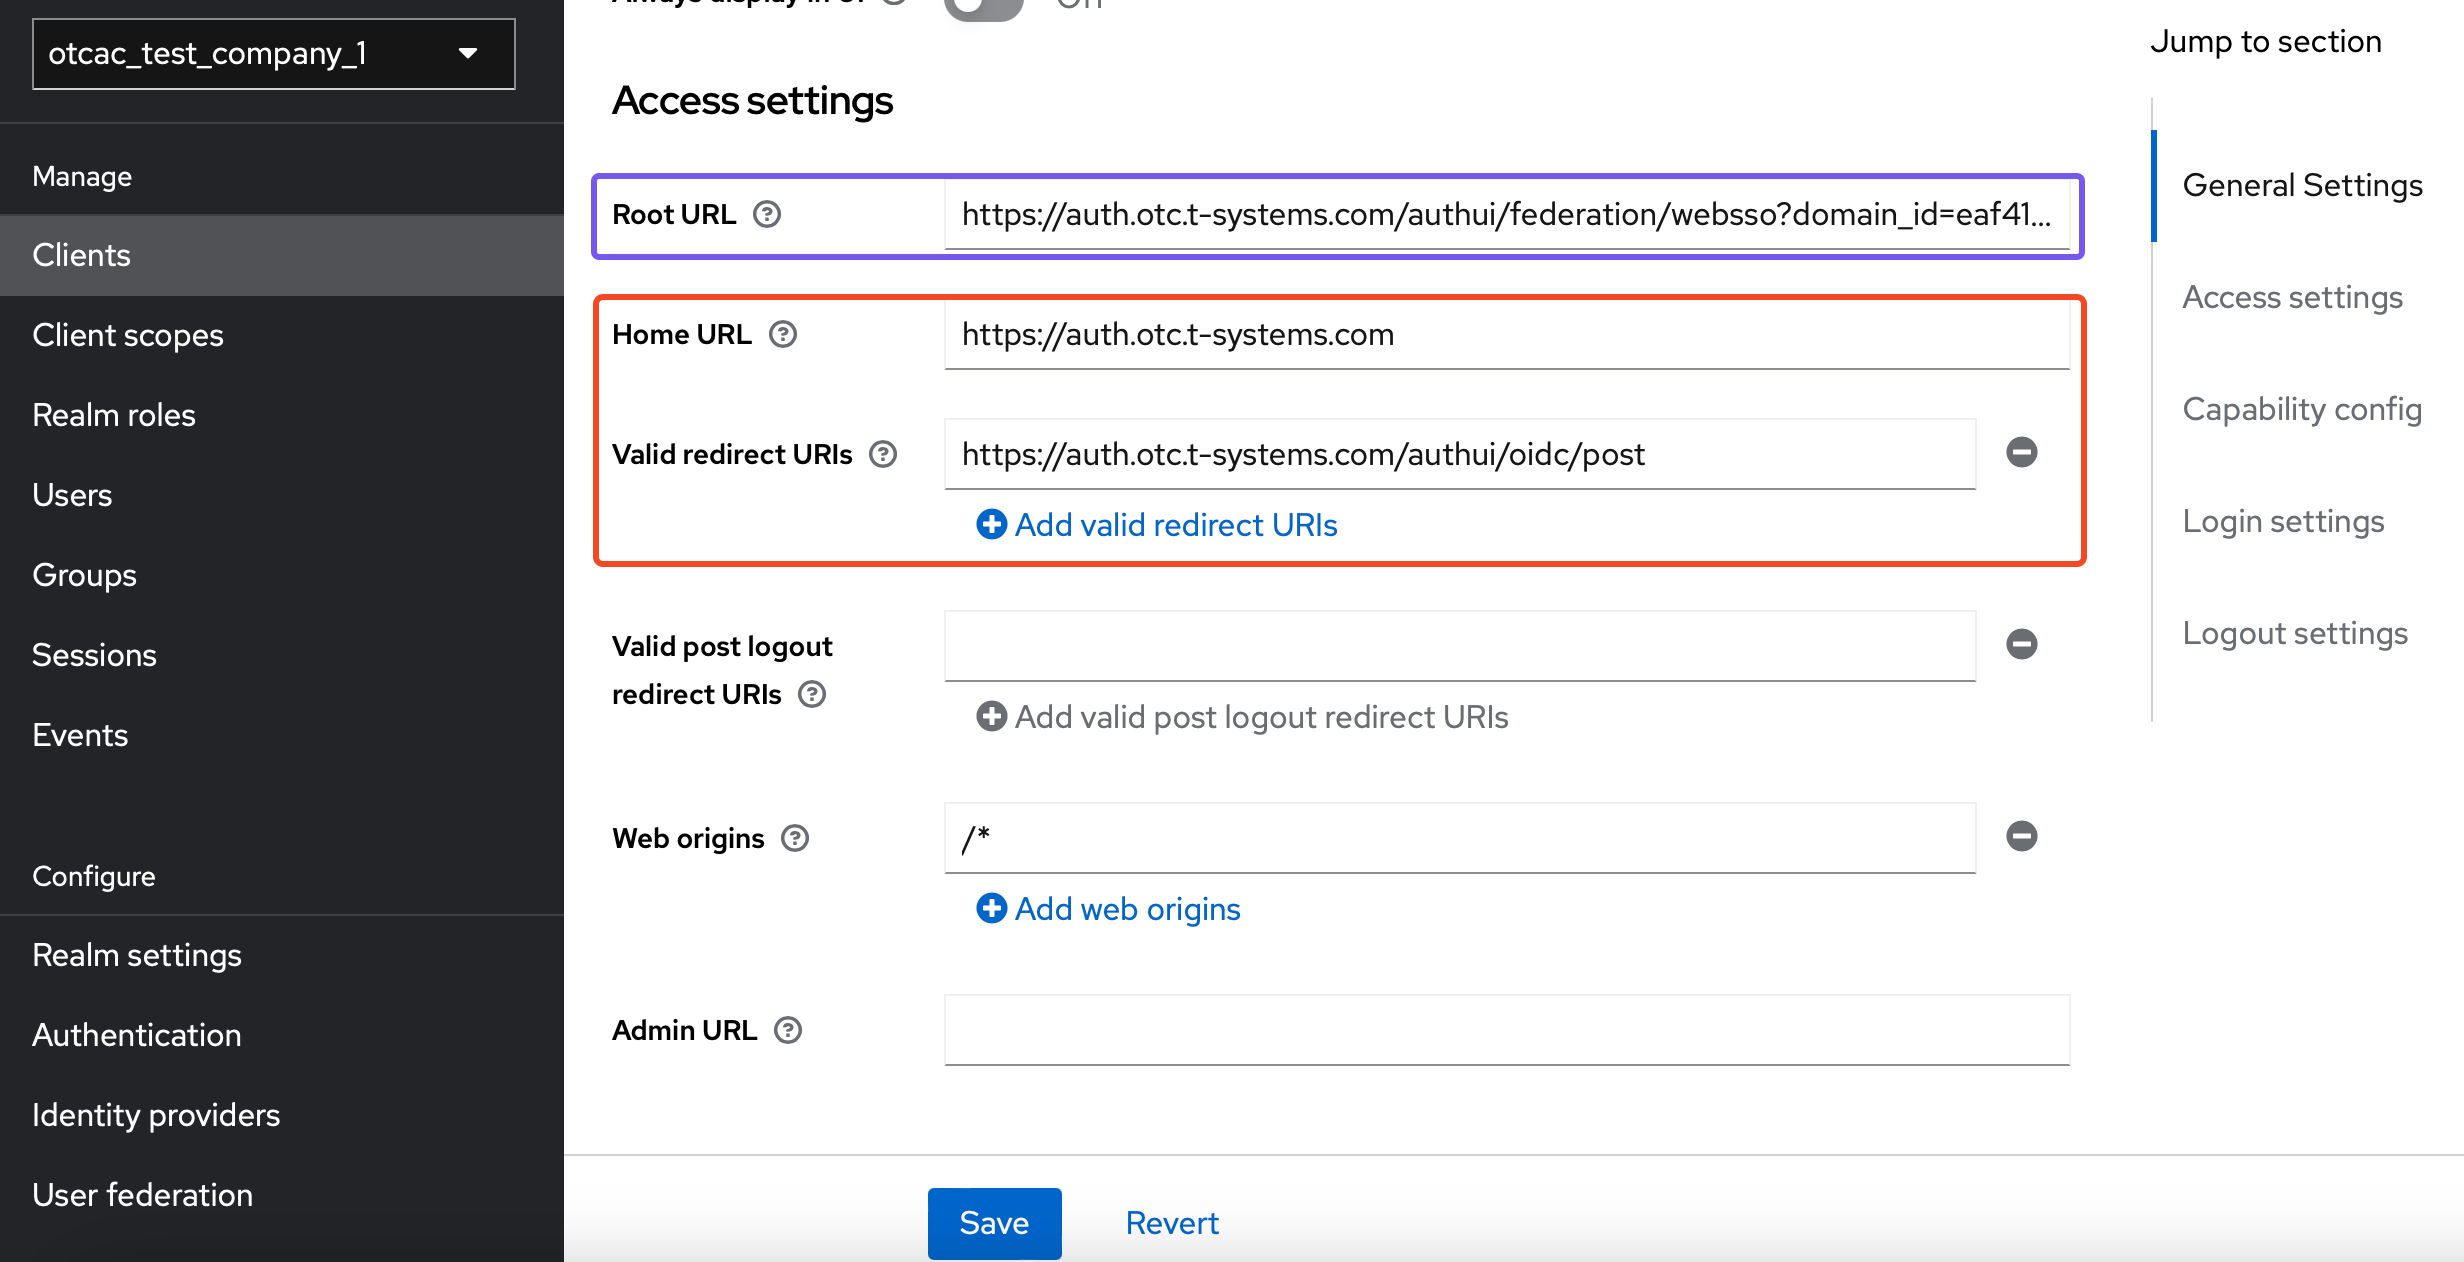 otcac_test_company_1
Manage
Clients
Client scopes
Realm roles
Users
Groups
Sessions
Events
Configure
Realm settings
Authentication
Identity providers
User federation
Always display in UI
Off
Access settings
Root URL
https://auth.otc.t-systems.com/authui/federation/websso?domain_id=eaf41...
Home URL
https://auth.otc.t-systems.com
Valid redirect URIs
https://auth.otc.t-systems.com/authui/oidc/post
Add valid redirect URIs
Valid post logout
redirect URIs
Add valid post logout redirect URIs
Web origins
/*
Add web origins
Admin URL
Save
Revert
Jump to section
General Settings
Access settings
Capability config
Login settings
Logout settings